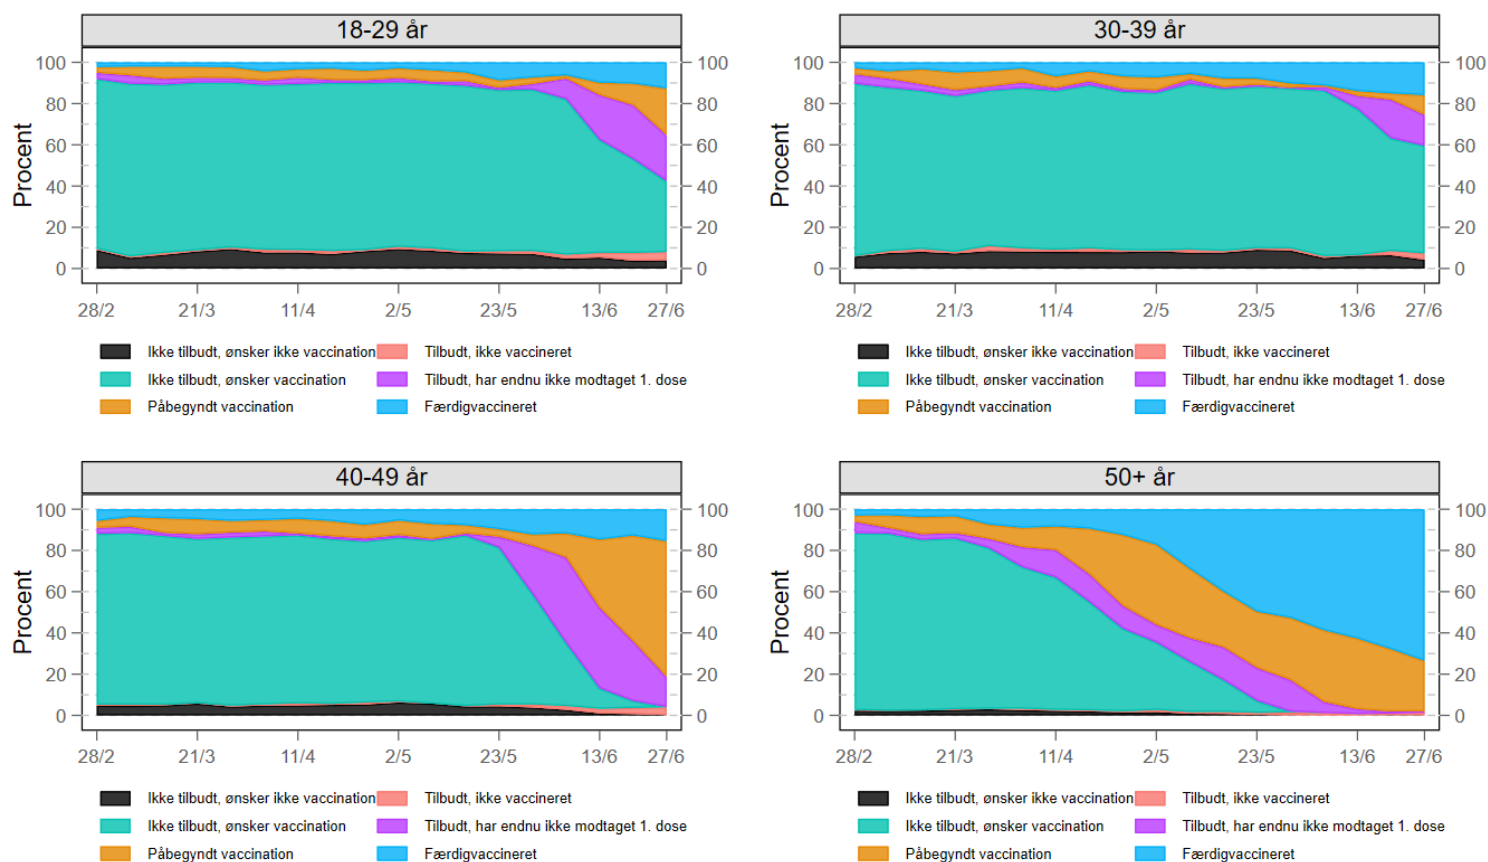 18-29 år
30-39 år
100 100 100 100
80 80 80 80
60 60 60 60
Procent Procent
40 40 40 40
20 20 20 20
0 0 0 0
28/2 21/3 11/4 2/5 23/5 13/6 27/6
28/2 21/3 11/4 2/5 23/5 13/6 27/6
Ikke tilbudt, ønsker ikke vaccination Tilbudt, ikke vaccineret
Ikke tilbudt, ønsker vaccination Tilbudt, har endnu ikke modtaget 1. dose
Påbegyndt vaccination Færdigvaccineret
Ikke tilbudt, ønsker ikke vaccination Tilbudt, ikke vaccineret
Ikke tilbudt, ønsker vaccination Tilbudt, har endnu ikke modtaget 1. dose
Påbegyndt vaccination Færdigvaccineret
40-49 år
50+ år
100 100 100 100
80 80 80 80
60 60 60 60
Procent Procent
40 40 40 40
20 20 20 20
0 0 0 0
28/2 21/3 11/4 2/5 23/5 13/6 27/6
28/2 21/3 11/4 2/5 23/5 13/6 27/6
Ikke tilbudt, ønsker ikke vaccination Tilbudt, ikke vaccineret
Ikke tilbudt, ønsker vaccination Tilbudt, har endnu ikke modtaget 1. dose
Påbegyndt vaccination Færdigvaccineret
Ikke tilbudt, ønsker ikke vaccination Tilbudt, ikke vaccineret
Ikke tilbudt, ønsker vaccination Tilbudt, har endnu ikke modtaget 1. dose
Påbegyndt vaccination Færdigvaccineret